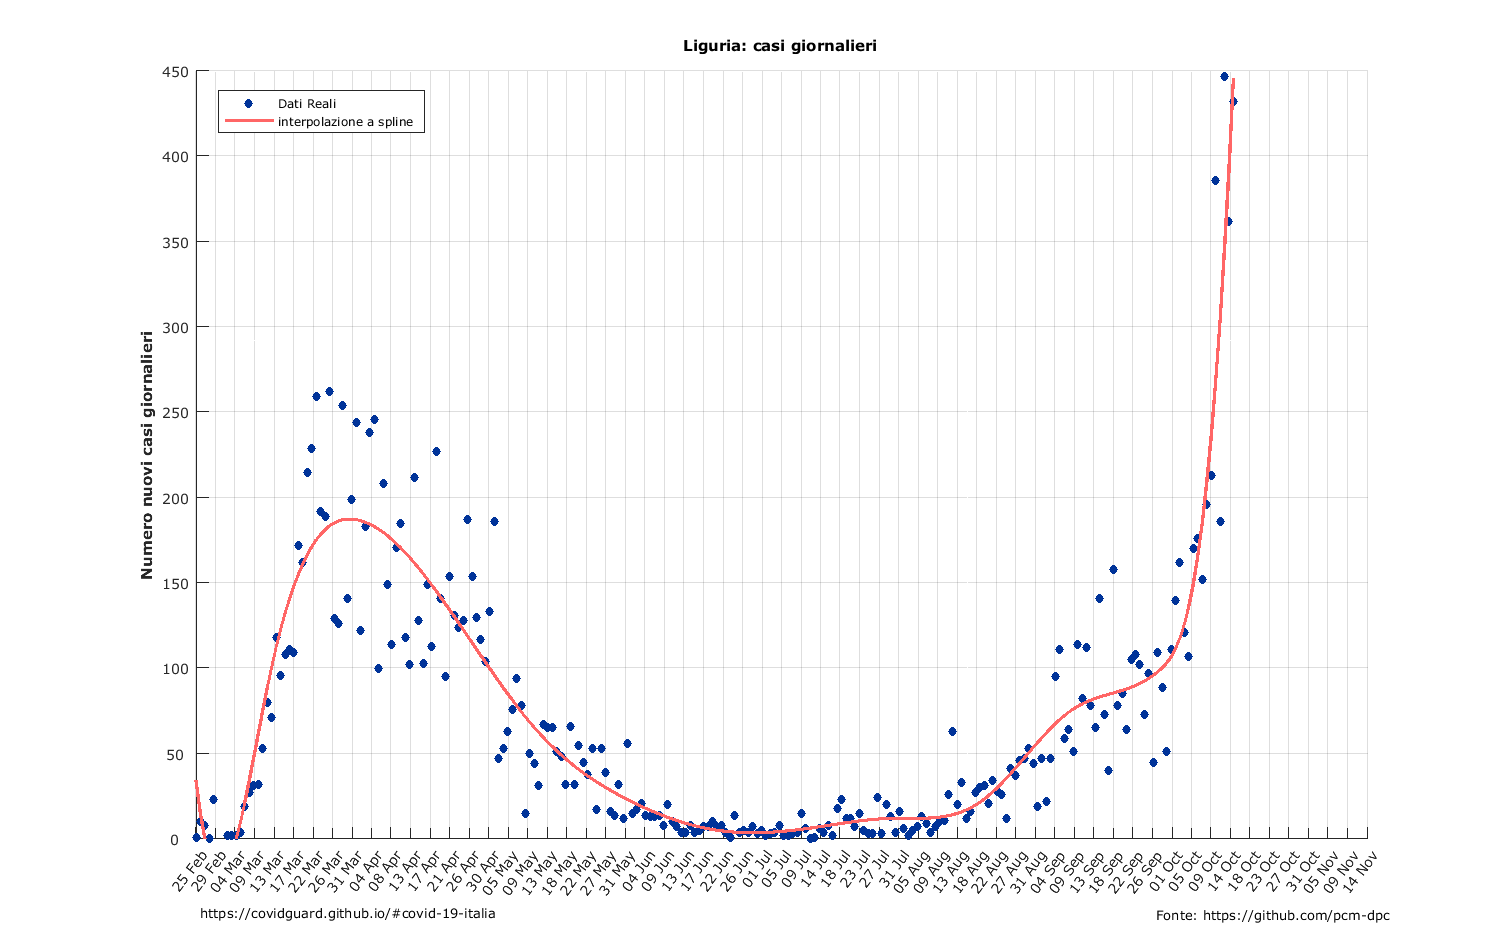 Liguria: casi giornalieri
Dati Reali
interpolazione a spline
Numero nuovi casi giornalieri
450
400
350
300
250
200
150
100
50
0
25 Feb
29 Feb
04 Mar
09 Mar
13 Mar
17 Mar
22 Mar
26 Mar
31 Mar
04 Apr
08 Apr
13 Apr
17 Apr
21 Apr
26 Apr
30 Apr
05 May
09 May
13 May
18 May
22 May
27 May
31 May
04 Jun
09 Jun
13 Jun
17 Jun
22 Jun
26 Jun
01 Jul
05 Jul
09 Jul
14 Jul
18 Jul
23 Jul
27 Jul
31 Jul
05 Aug
09 Aug
13 Aug
18 Aug
22 Aug
27 Aug
31 Aug
04 Sep
09 Sep
13 Sep
18 Sep
22 Sep
26 Sep
01 Oct
05 Oct
09 Oct
14 Oct
18 Oct
23 Oct
27 Oct
31 Oct
05 Nov
09 Nov
14 Nov
https://covidguard.github.io/#covid-19-italia
Fonte: https://github.com/pcm-dpc